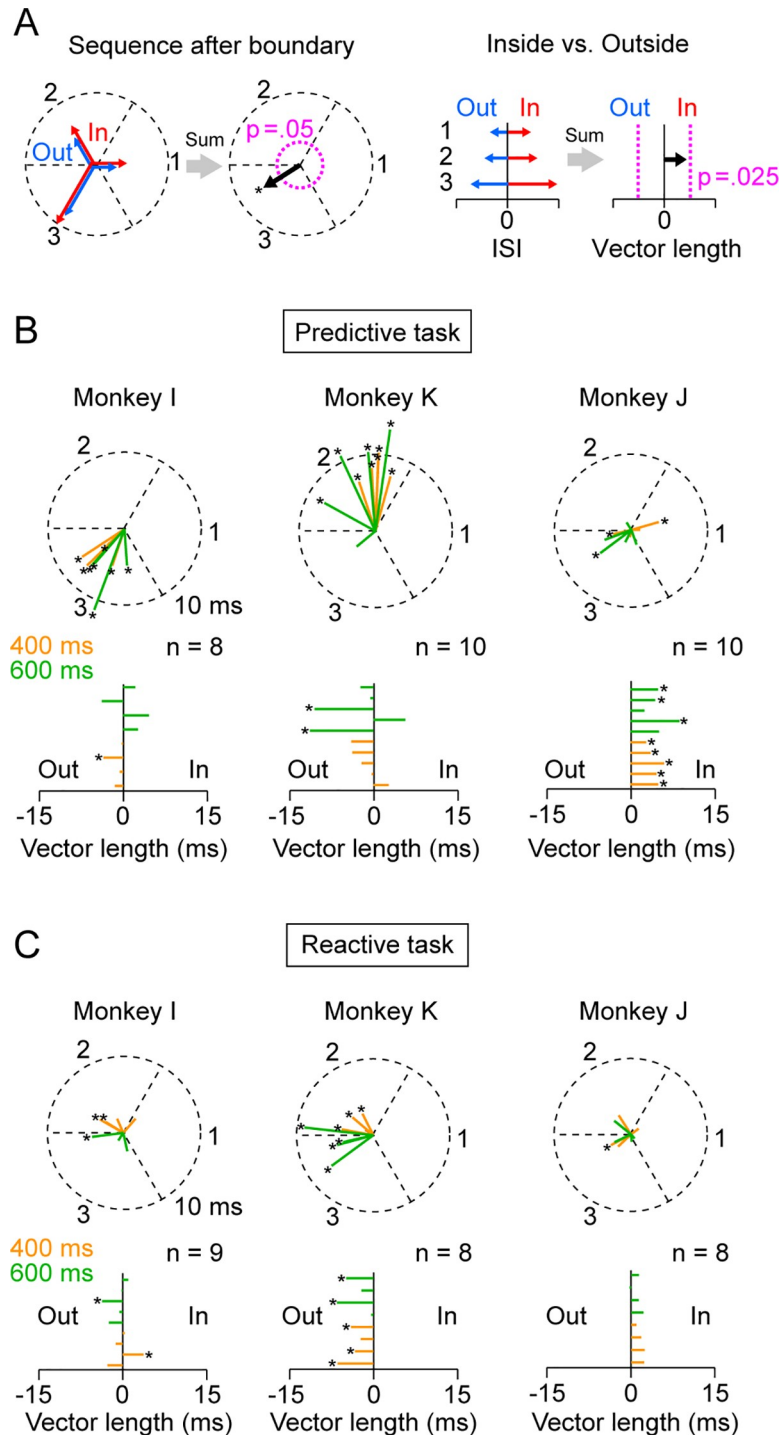 A
Sequence after boundary
Inside vs. Outside
2
In
Out
1
3
Sum
p=.05
*
1
3
Out In
1
2
3
0
ISI
Sum
Out In
p=.025
0
Vector length
B
Predictive task
Monkey I
Monkey K
Monkey J
2
1
3
10 ms
* * * * * * *
2
1
3
* * * * * * * *
2
1
3
* * *
400 ms
600 ms
n = 8
n = 10
n = 10
*
Out In
-15 0 15
Vector length (ms)
*
*
Out In
-15 0 15
Vector length (ms)
*
*
*
*
*
*
*
*
Out In
-15 0 15
Vector length (ms)
C
Reactive task
Monkey I
Monkey K
Monkey J
2
1
3
10 ms
**
*
2
1
3
* * * * * *
2
1
3
*
400 ms
600 ms
n = 9
n = 8
n = 8
*
Out In
*
-15 0 15
Vector length (ms)
*
*
Out In
*
*
*
-15 0 15
Vector length (ms)
Out In
-15 0 15
Vector length (ms)